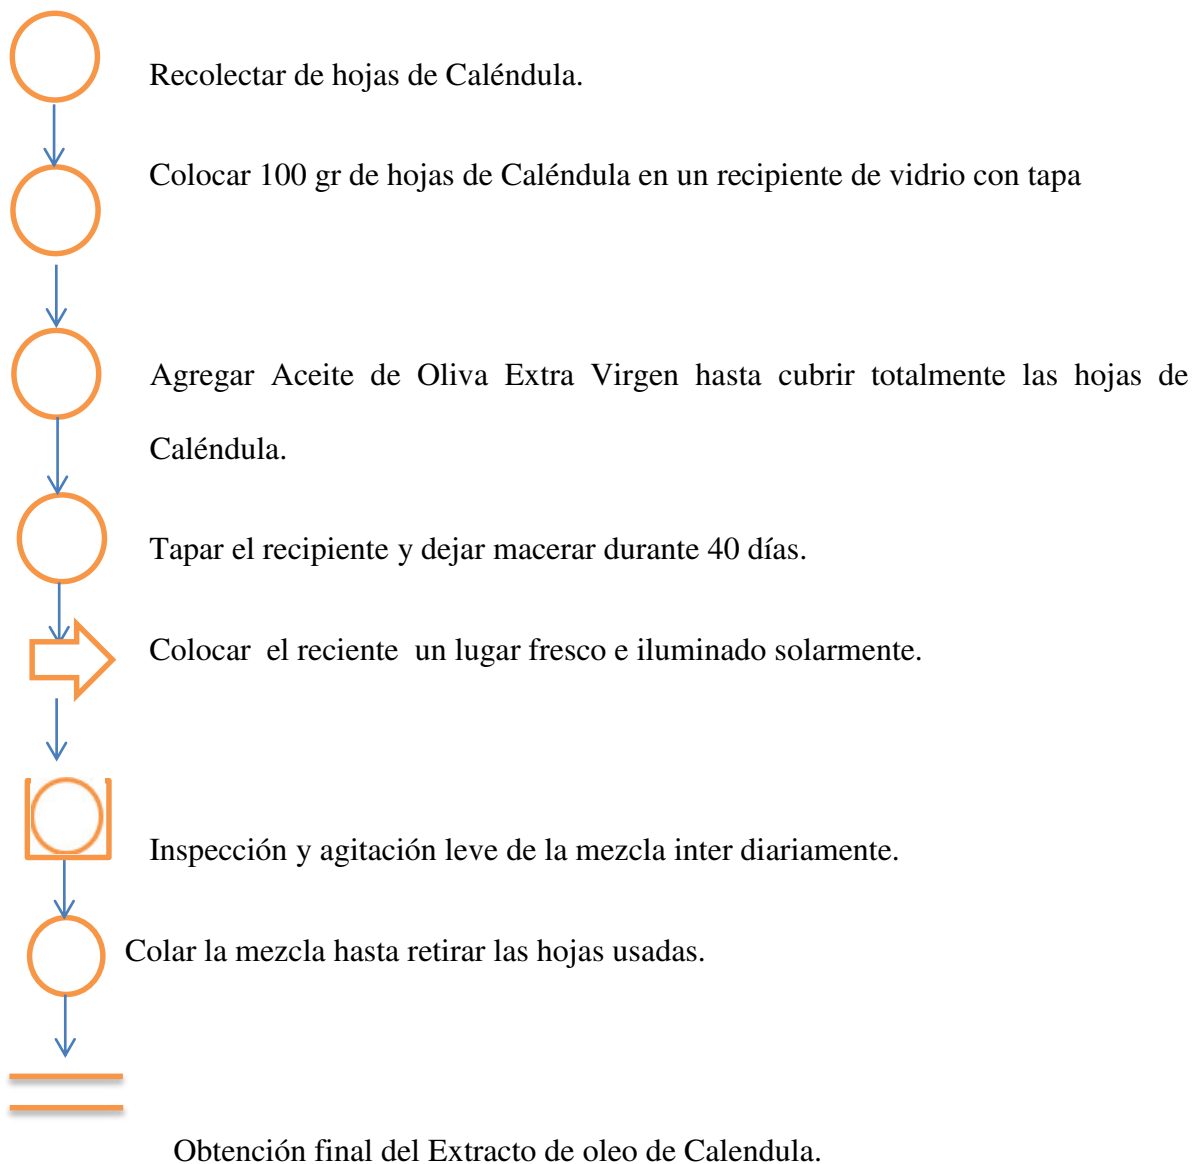 Recolectar de hojas de Caléndula.
Colocar 100 gr de hojas de Caléndula en un recipiente de vidrio con tapa
Agregar Aceite de Oliva Extra Virgen hasta cubrir totalmente las hojas de
Caléndula.
Tapar el recipiente y dejar macerar durante 40 días.
Colocar el reciente un lugar fresco e iluminado solarmente.
Inspección y agitación leve de la mezcla inter diariamente.
Colar la mezcla hasta retirar las hojas usadas.
Obtención final del Extracto de oleo de Calendula.